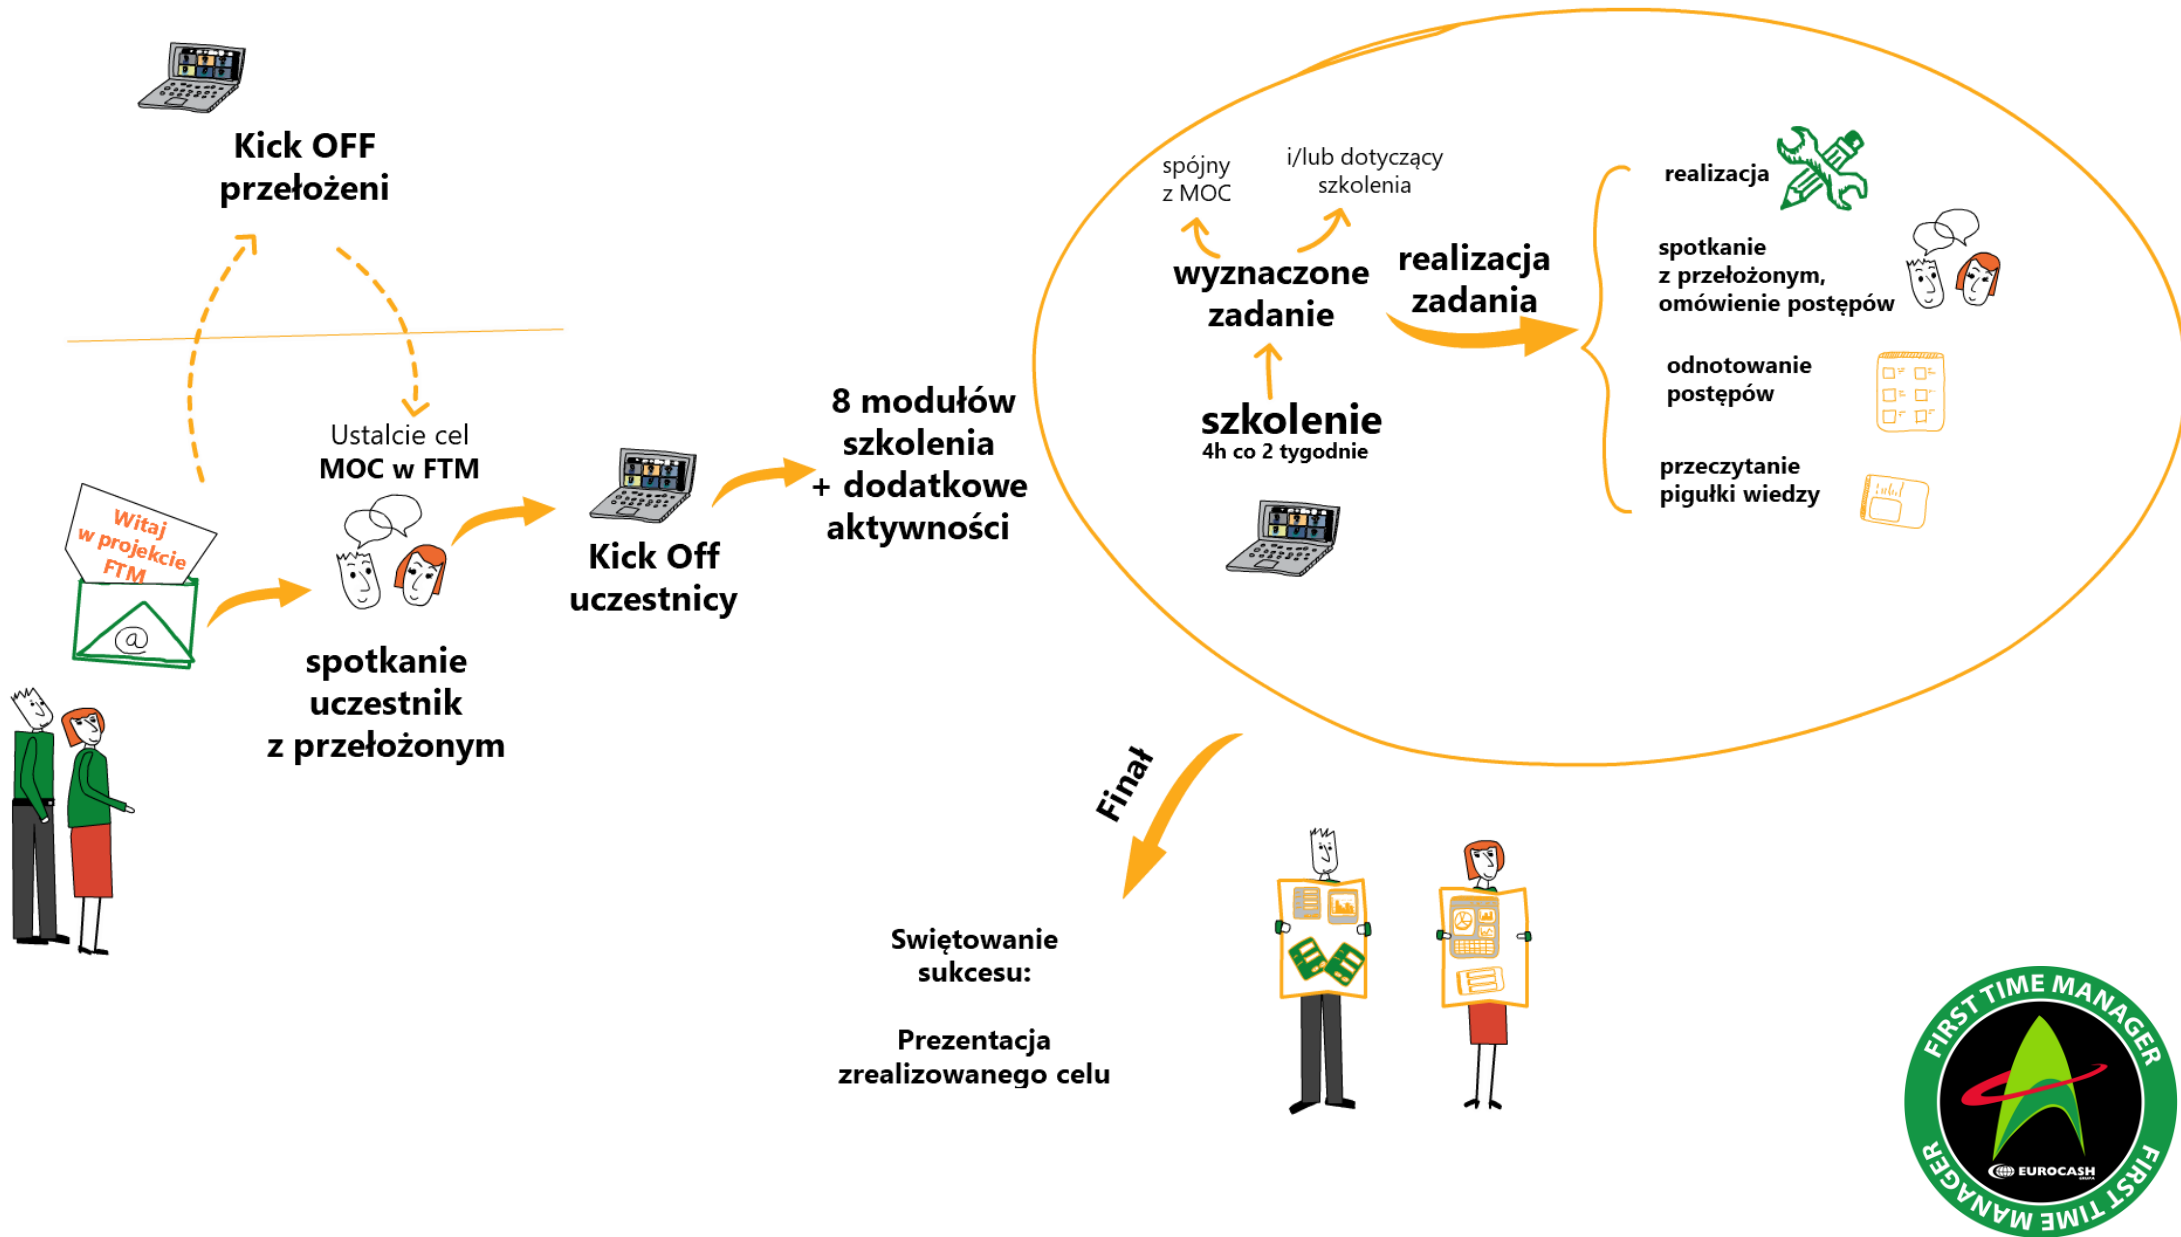 Kick OFF
przełożeni
Ustalcie cel
MOC w FTM
Witaj
w projekcie
FTM
@
spotkanie
uczestnik
z przełożonym
Kick Off
uczestnicy
8 modułów
szkolenia
+ dodatkowe
aktywności
spójny
z MOC
i/lub dotyczący
szkolenia
wyznaczone
zadanie
szkolenie
4h co 2 tygodnie
realizacja
zadania
realizacja
spotkanie
z przełożonym,
omówienie postępów
odnotowanie
postępów
przeczytanie
pigułki wiedzy
Finał
Swiętowanie
sukcesu:
Prezentacja
zrealizowanego celu
FIRST TIME MANAGER
EUROCASH
GRUPA
FIRST TIME MANAGER